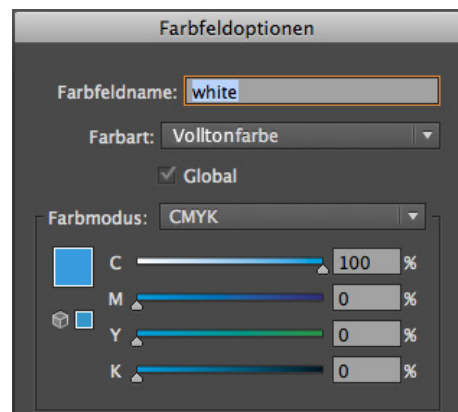 Farbfeldoptionen
Farbfeldname: white
Farbart: Volltonfarbe
Global
Farbmodus: CMYK
C 100 %
M 0 %
Y 0 %
K 0 %